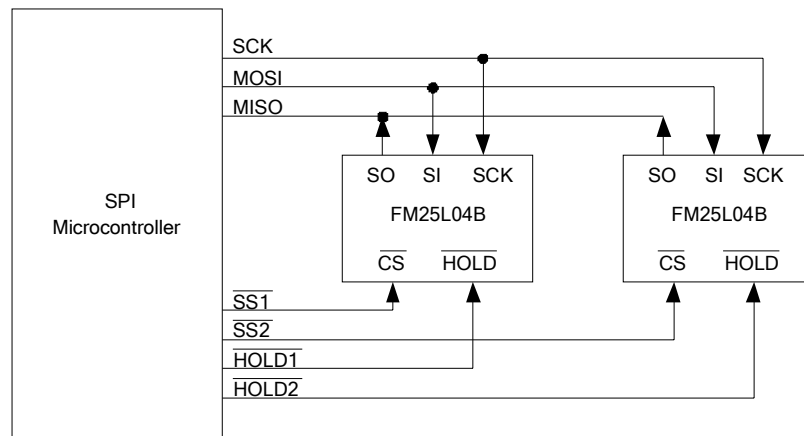 SCK
MOSI
MISO
SO SI SCK
SO SI SCK
SPI
Microcontroller
FM25L04B
FM25L04B
CS HOLD
CS HOLD
SS1
SS2
HOLD1
HOLD2